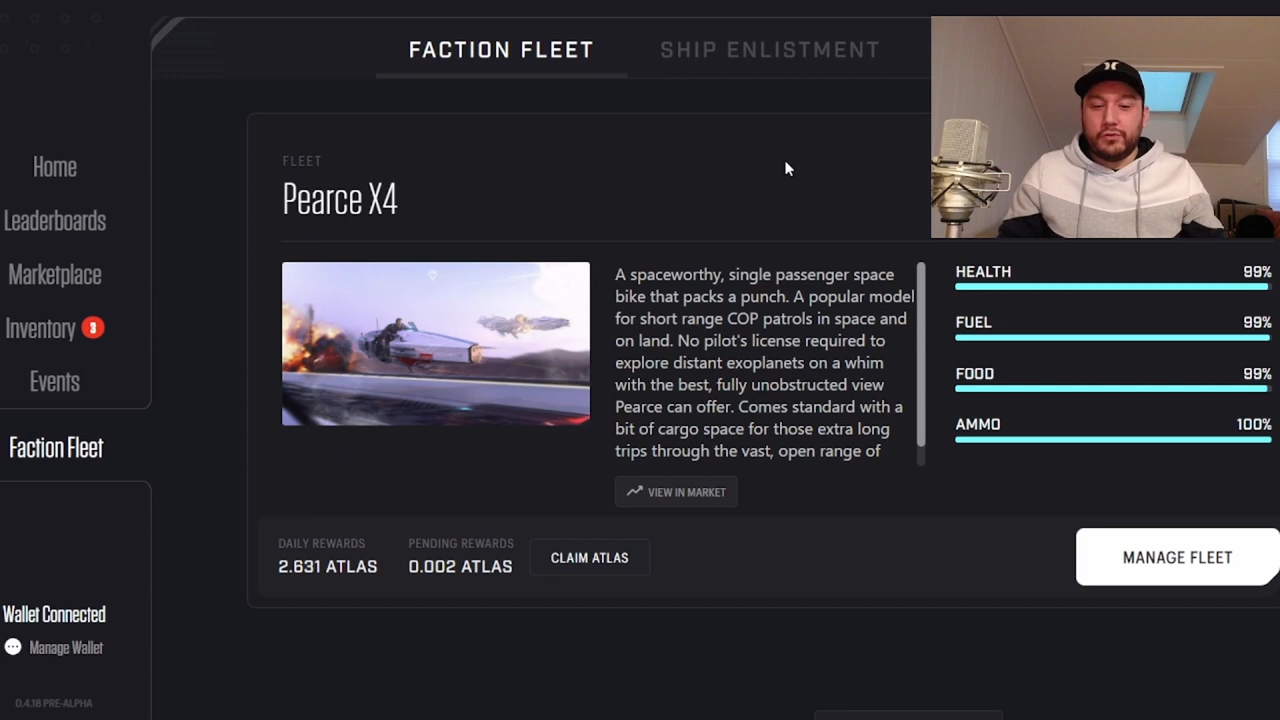 FACTION FLEET
SHIP ENLISTMENT
Home
Leaderboards
Marketplace
Inventory 3
Events
Faction Fleet
Wallet Connected
Manage Wallet
0.4.18 PRE-ALPHA
FLEET
Pearce X4
A spaceworthy, single passenger space
bike that packs a punch. A popular model
for short range COP patrols in space and
on land. No pilot's license required to
explore distant exoplanets on a whim
with the best, fully unobstructed view
Pearce can offer. Comes standard with a
bit of cargo space for those extra long
trips through the vast, open range of
VIEW IN MARKET
HEALTH 99%
FUEL 99%
FOOD 99%
AMMO 100%
DAILY REWARDS
2.631 ATLAS
PENDING REWARDS
0.002 ATLAS
CLAIM ATLAS
MANAGE FLEET